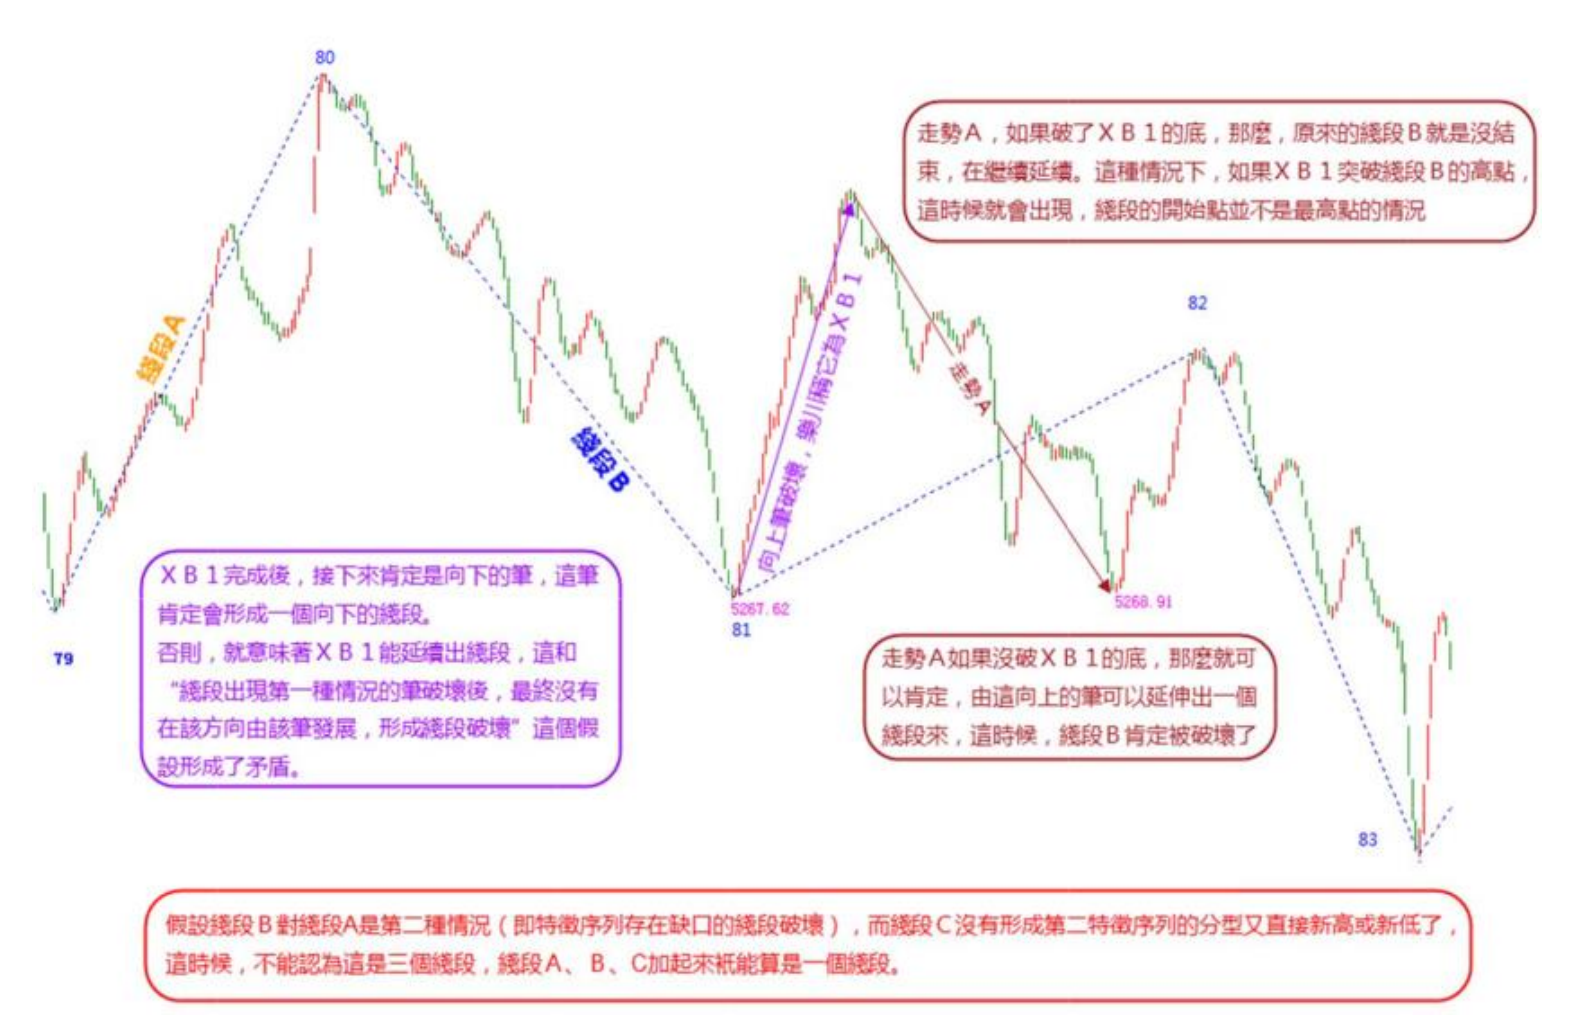 80
走勢A，如果破了XB1的底，那麼，原來的綫段B就是沒結
束，在繼續延續。這種情況下，如果XB1突破綫段B的高點，
這時候就會出現，綫段的開始點並不是最高點的情況
82
綫段A
向上筆破壞，樂川稱它為XB1
走勢A
綫段B
XB1完成後，接下來肯定是向下的筆，這筆
肯定會形成一個向下的綫段。
否則，就意味著XB1能延續出綫段，這和
“綫段出現第一種情況的筆破壞後，最終沒有
在該方向由該筆發展，形成綫段破壞”這個假
設形成了矛盾。
79
5267.62
81
5268.91
走勢A如果沒破XB1的底，那麼就可
以肯定，由這向上的筆可以延伸出一個
綫段來，這時候，綫段B肯定被破壞了
83
假設綫段B對綫段A是第二種情況（即特徵序列存在缺口的綫段破壞），而綫段C沒有形成第二特徵序列的分型又直接新高或新低了，
這時候，不能認為這是三個綫段，綫段A、B、C加起來衹能算是一個綫段。